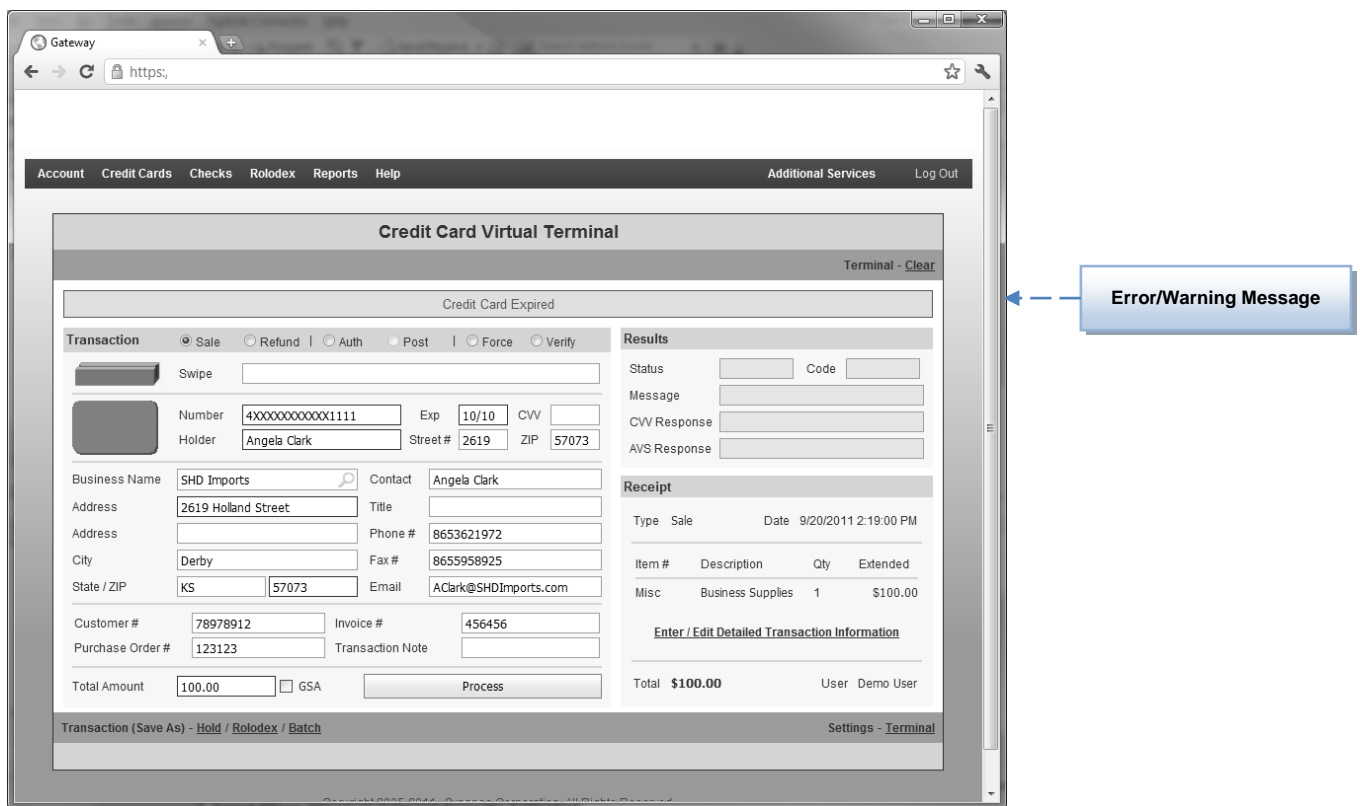 Gateway
https:,
Account Credit Cards Checks Rolodex Reports Help Additional Services Log Out
Credit Card Virtual Terminal
Terminal - Clear
Credit Card Expired
Error/Warning Message
Transaction Sale Refund | Auth Post | Force Verify
Swipe
Number 4XXXXXXXXXXX1111 Exp 10/10 CVV
Holder Angela Clark Street # 2619 ZIP 57073
Business Name SHD Imports Contact Angela Clark
Address 2619 Holland Street Title
Address Phone # 8653621972
City Derby Fax # 8655958925
State / ZIP KS 57073 Email AClark@SHDImports.com
Customer # 78978912 Invoice # 456456
Purchase Order # 123123 Transaction Note
Total Amount 100.00 GSA Process
Results
Status Code
Message
CVV Response
AVS Response
Receipt
Type Sale Date 9/20/2011 2:19:00 PM
Item # Description Qty Extended
Misc Business Supplies 1 $100.00
Enter / Edit Detailed Transaction Information
Total $100.00 User Demo User
Transaction (Save As) - Hold / Rolodex / Batch Settings - Terminal